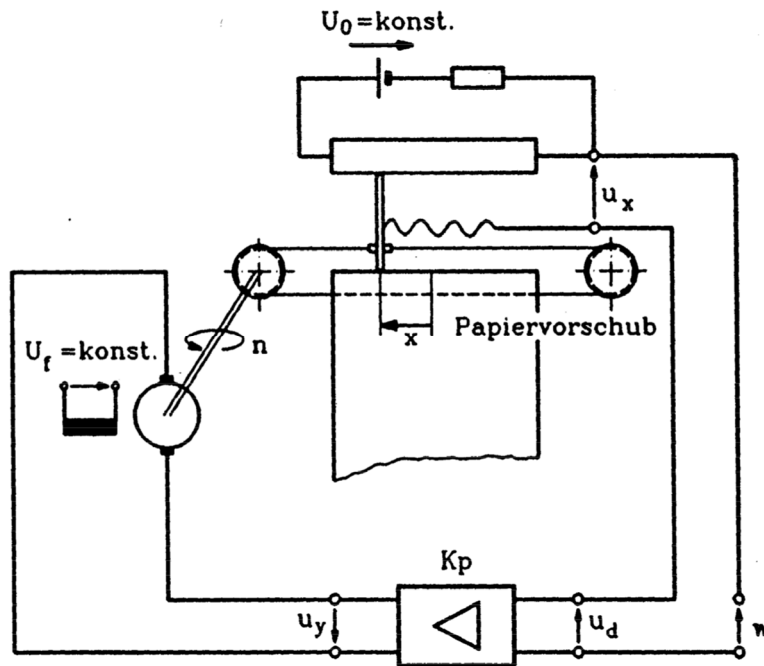 U0 =konst.
ux
Uf =konst.
n
x
Papiervorschub
Kp
uy
ud
w